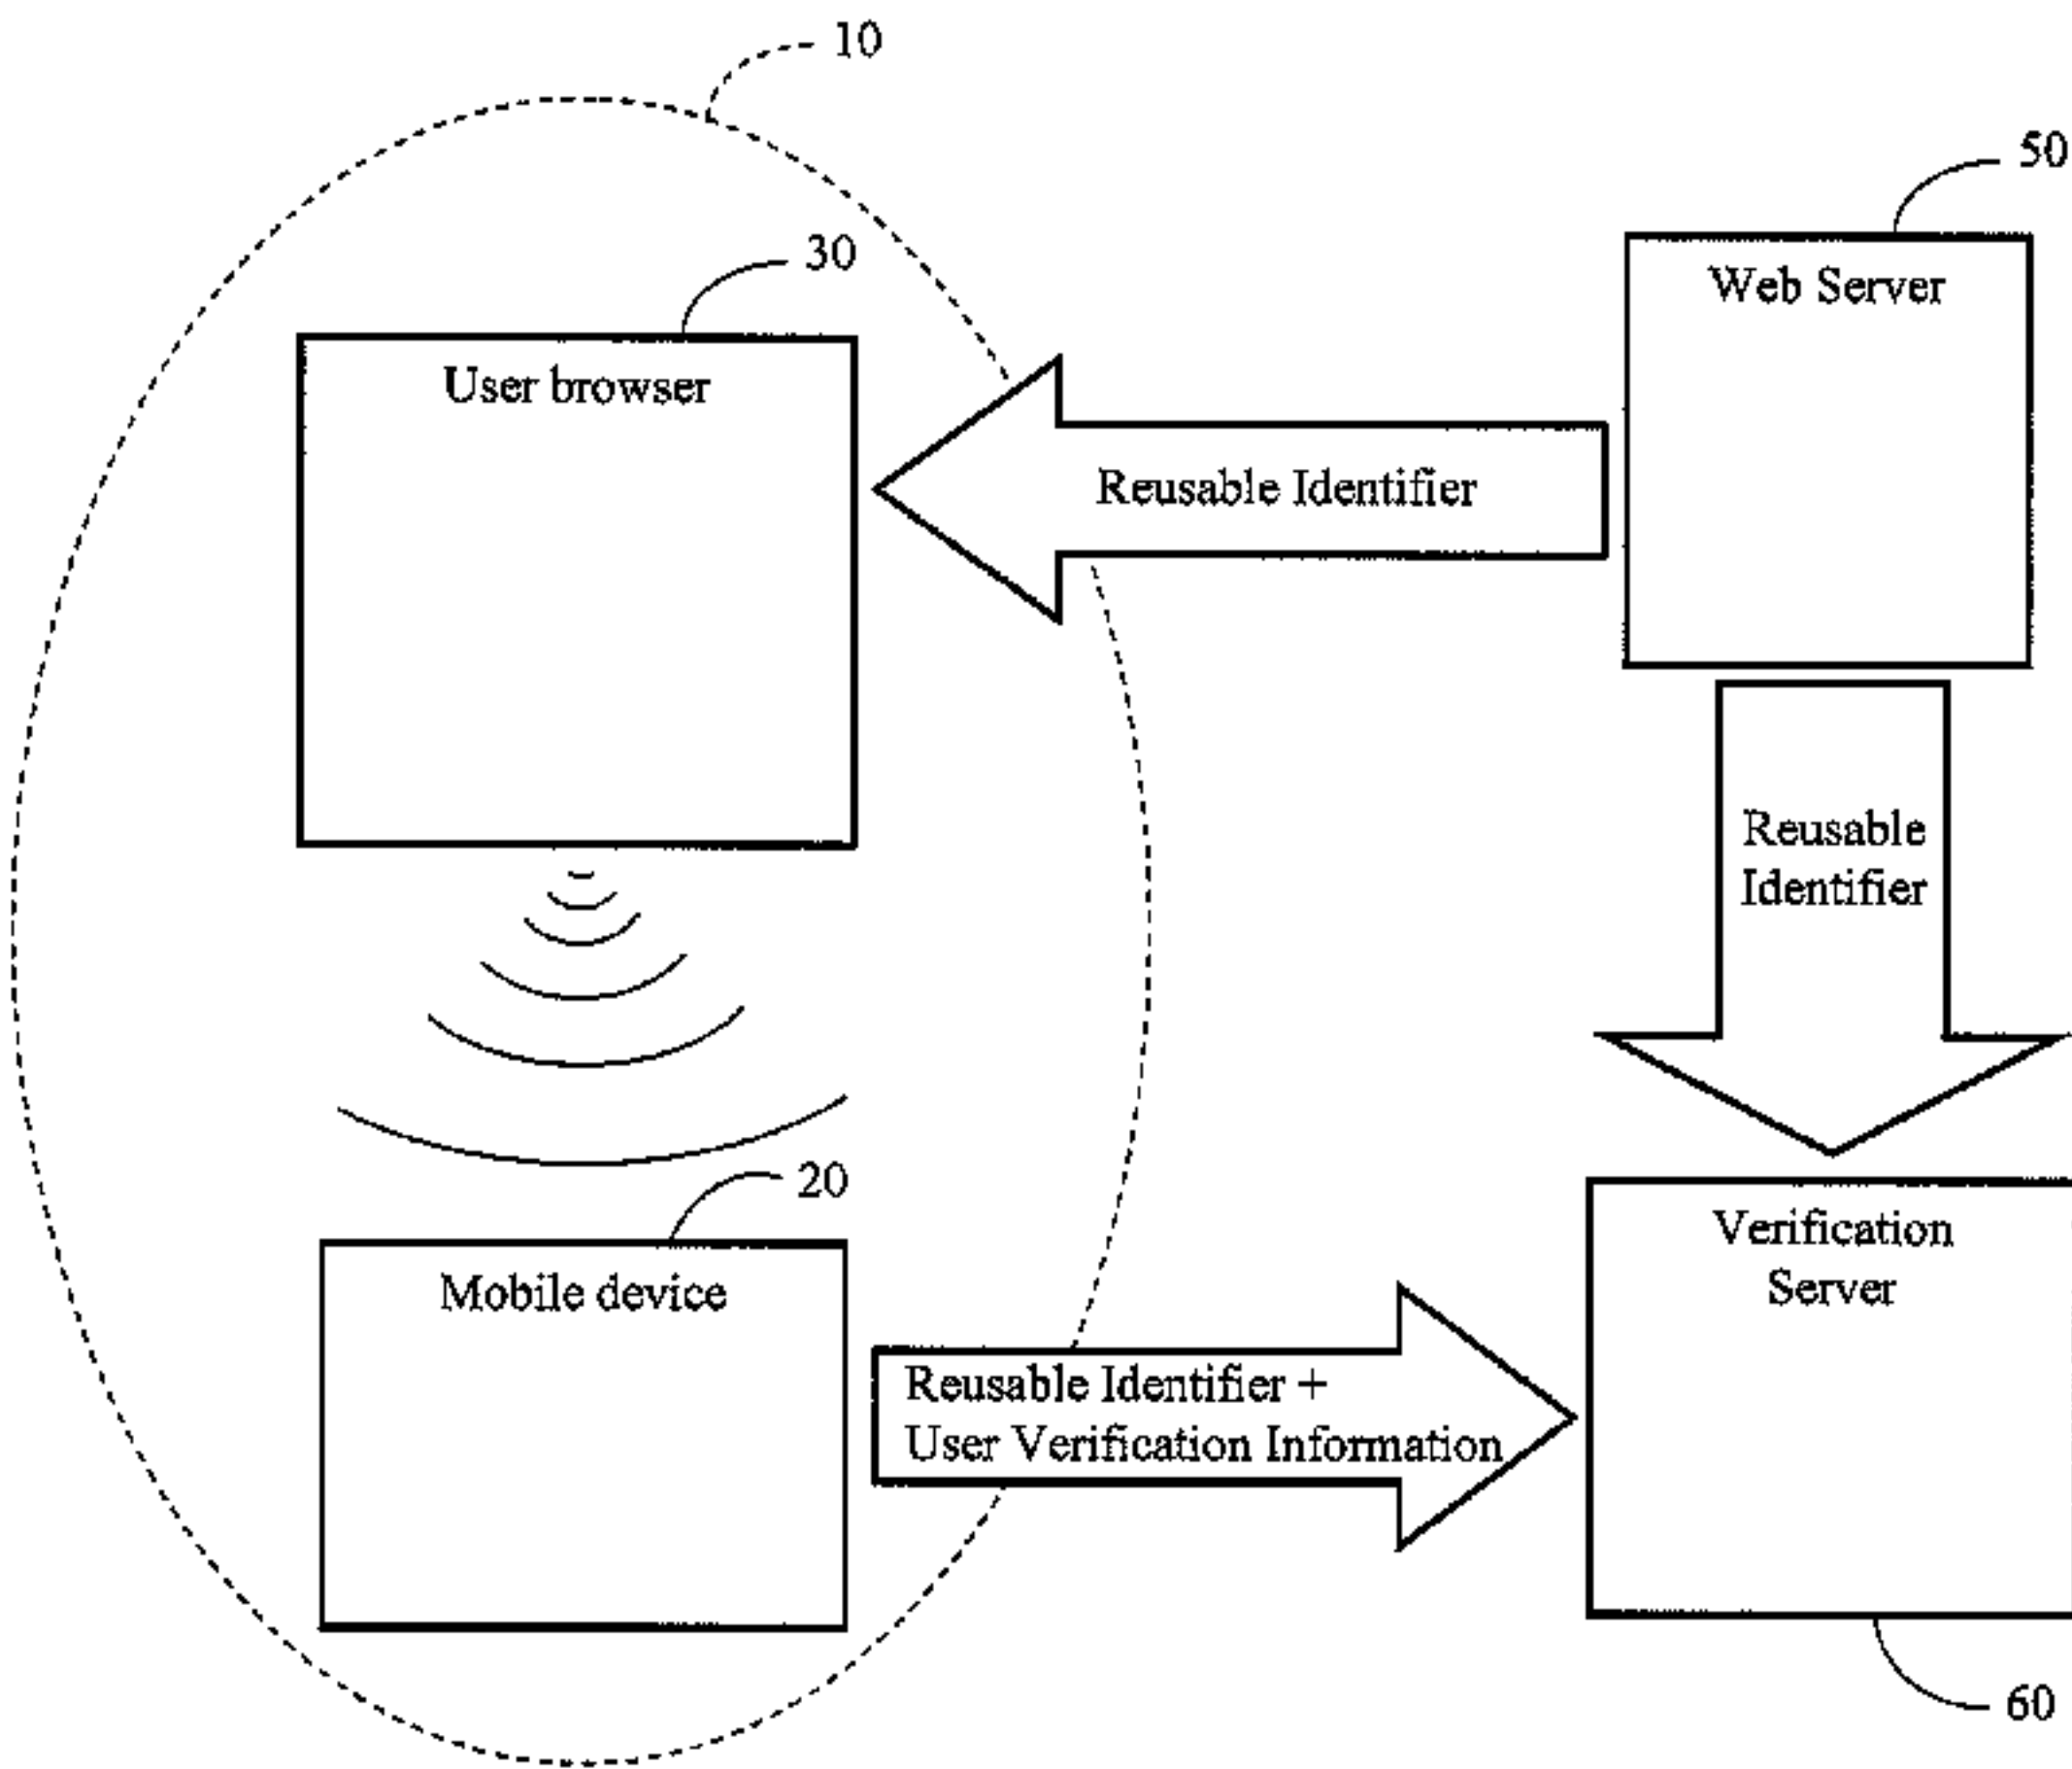 10
50
30
Web Server
User browser
Reusable Identifier
Reusable
Identifier
20
Verification
Server
Mobile device
Reusable Identifier +
User Verification Information
60